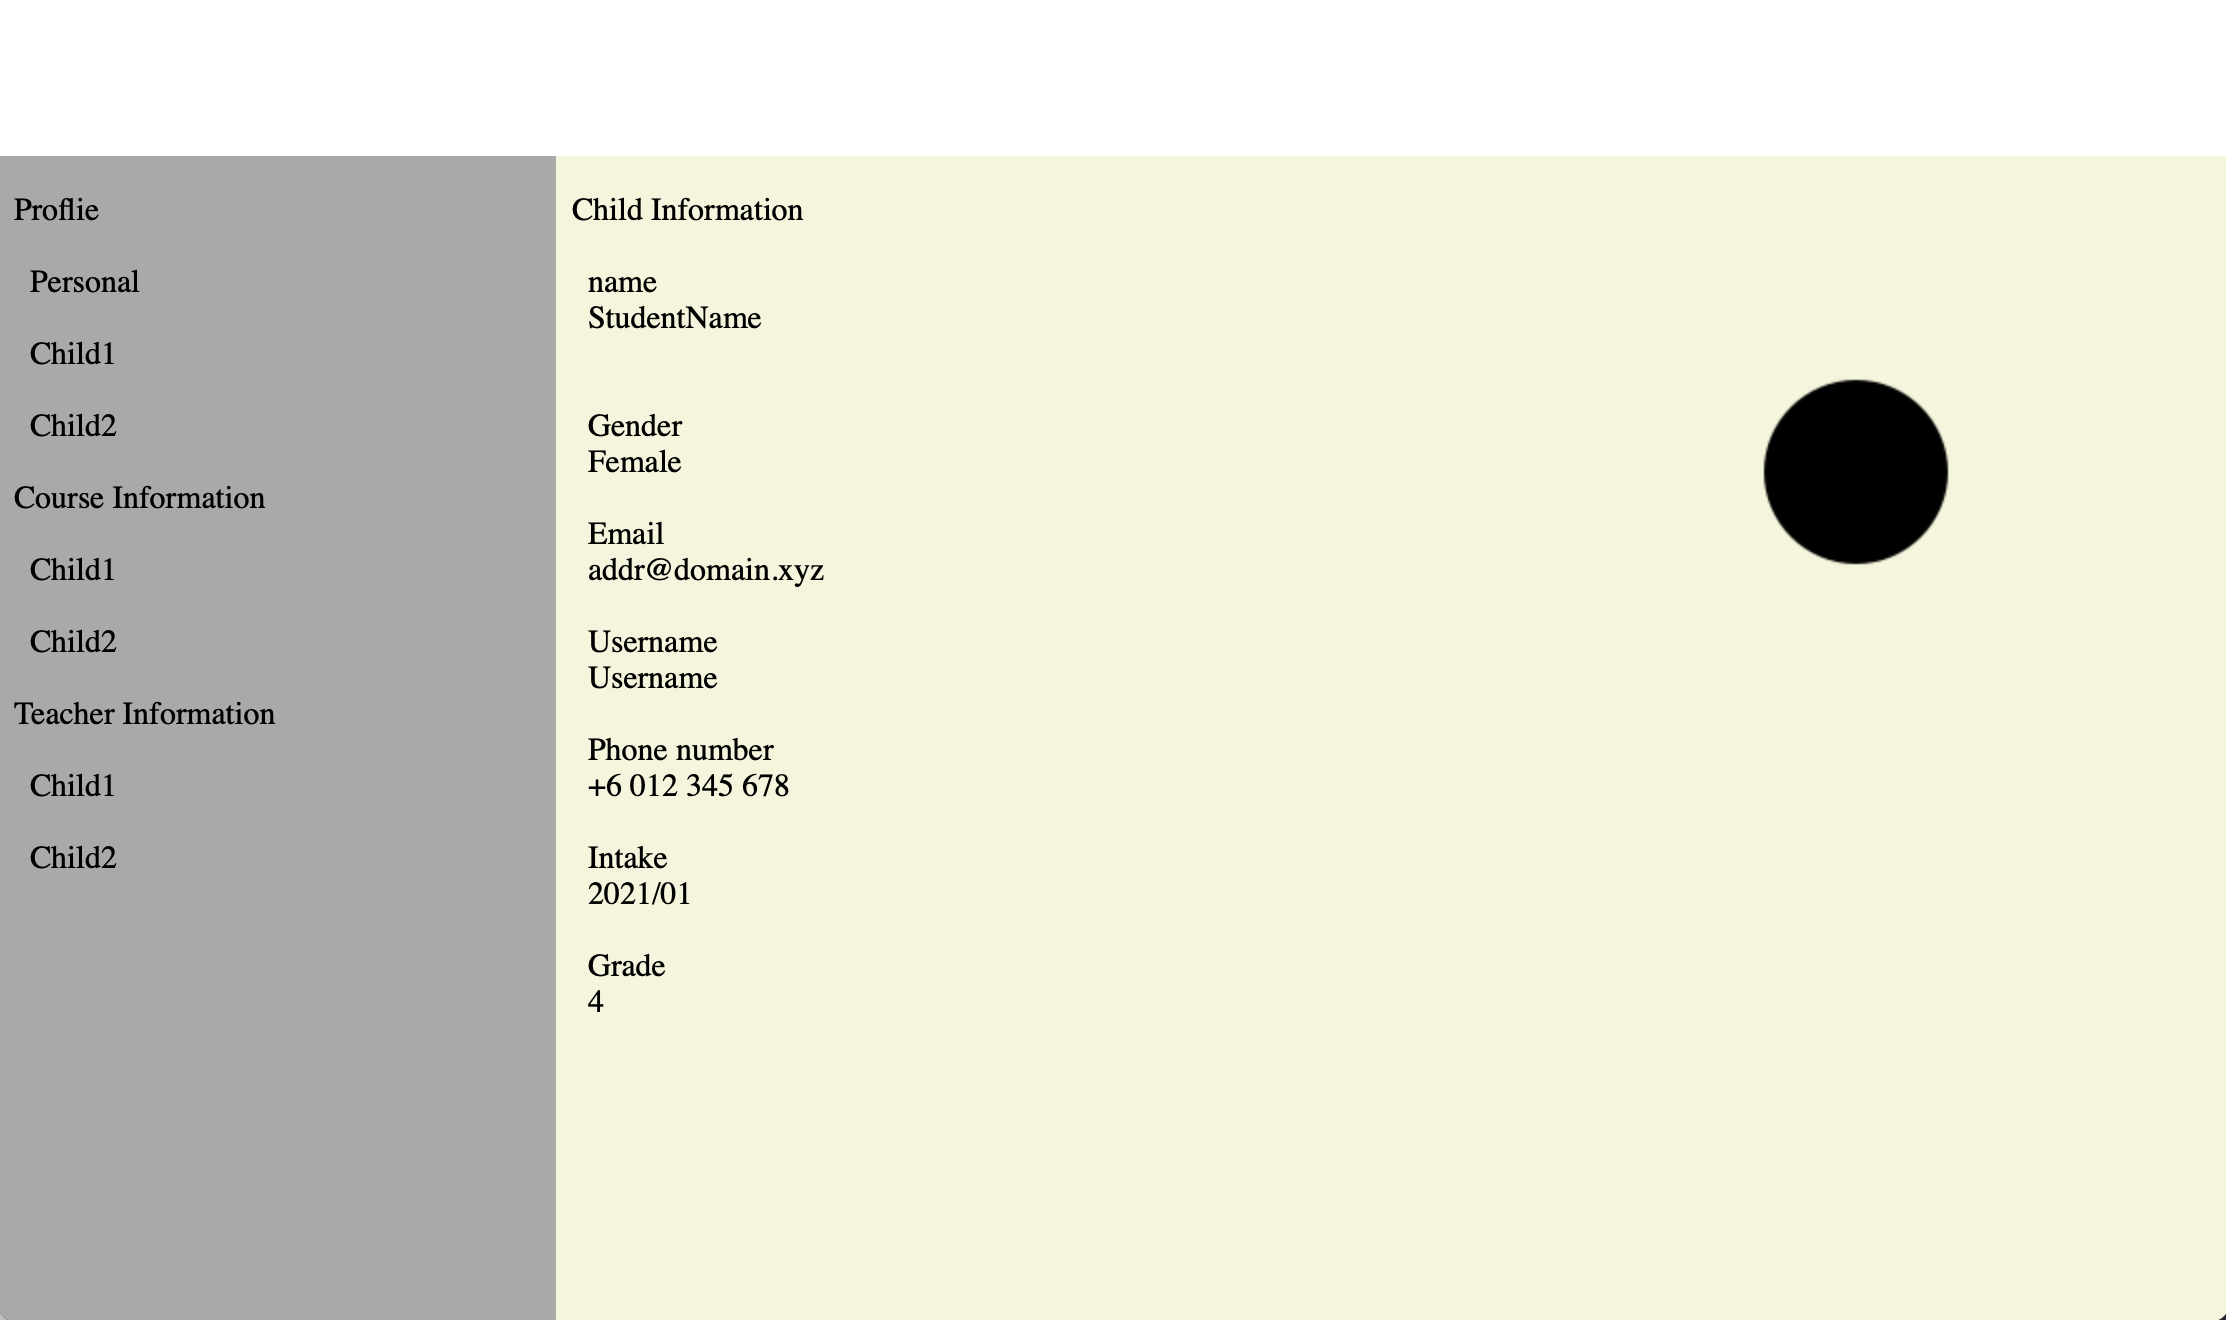 Proflie
Personal
Child1
Child2
Course Information
Child1
Child2
Teacher Information
Child1
Child2
Child Information
name
StudentName
Gender
Female
Email
addr@domain.xyz
Username
Username
Phone number
+6 012 345 678
Intake
2021/01
Grade
4